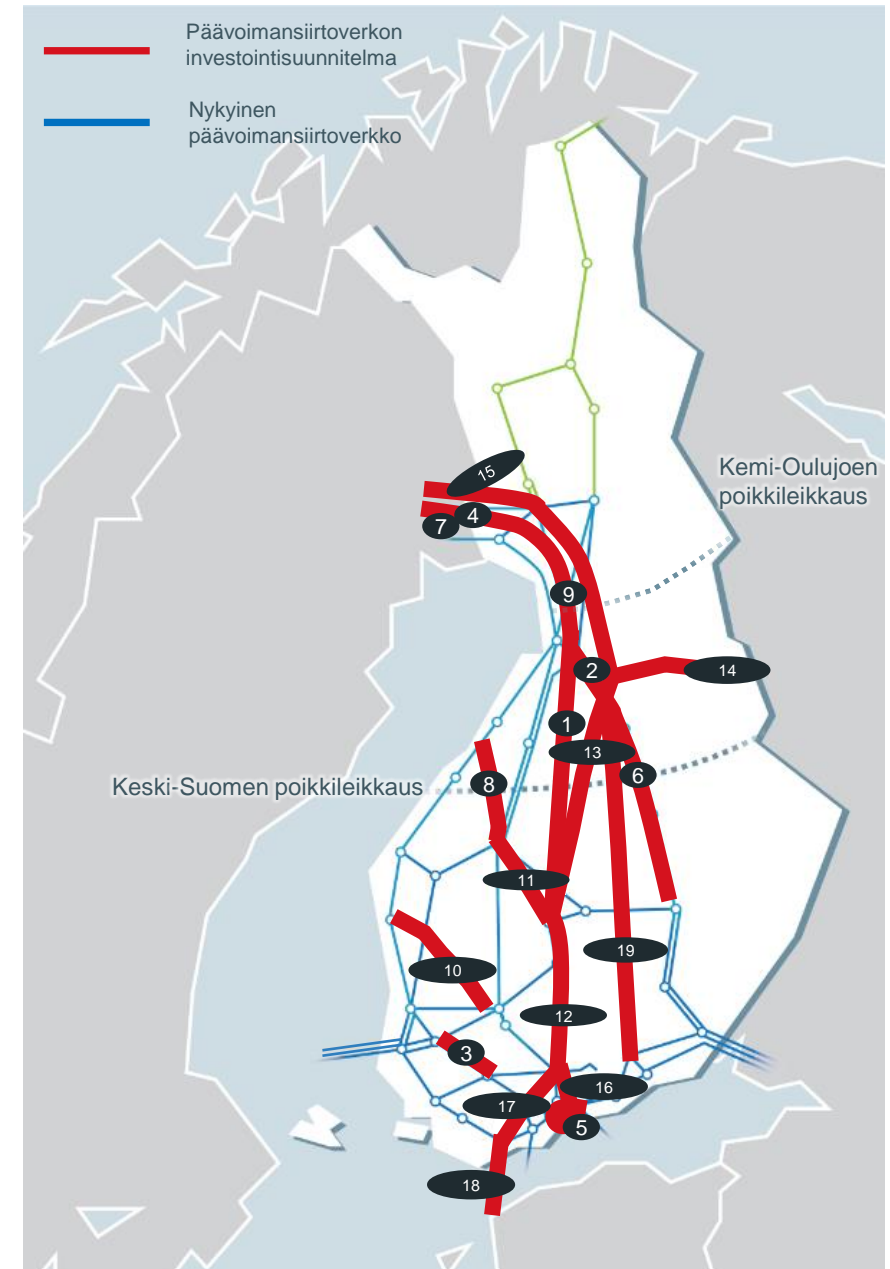 Päävoimansiirtoverkon
investointisuunnitelma
Nykyinen
päävoimansiirtoverkko
15
Kemi-Oulujoen
poikkileikkaus
4
7
9
2
14
1
13
6
Keski-Suomen poikkileikkaus
8
11
19
10
12
3
16
17
5
18